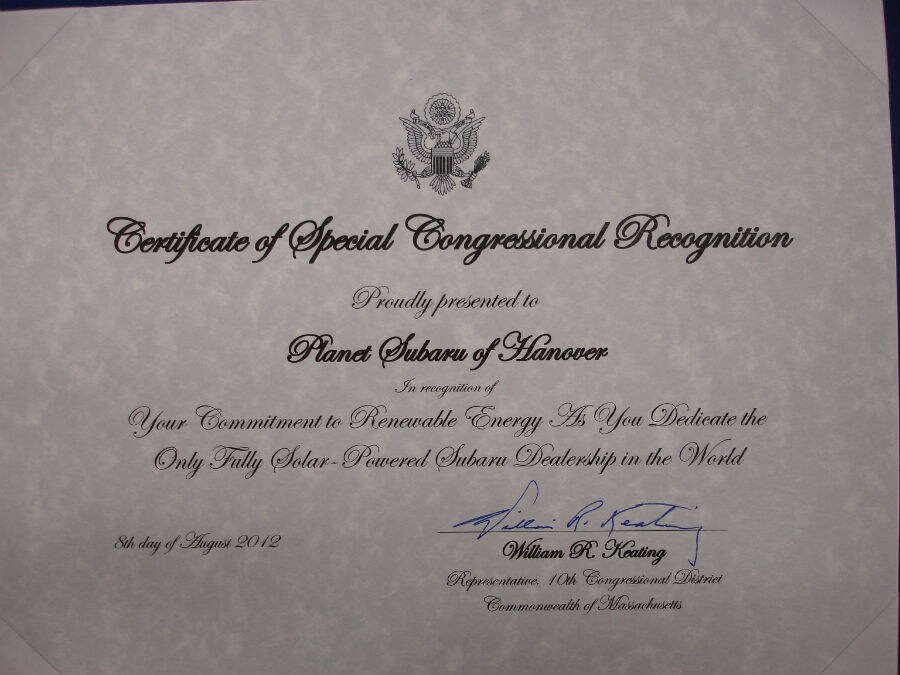 Certificate of Special Congressional Recognition
Proudly presented to
Planet Subaru of Hanover
In recognition of
Your Commitment to Renewable Energy As You Dedicate the
Only Fully Solar-Powered Subaru Dealership in the World
William R. Keating
8th day of August 2012
William R. Keating
Representative, 10th Congressional District
Commonwealth of Massachusetts